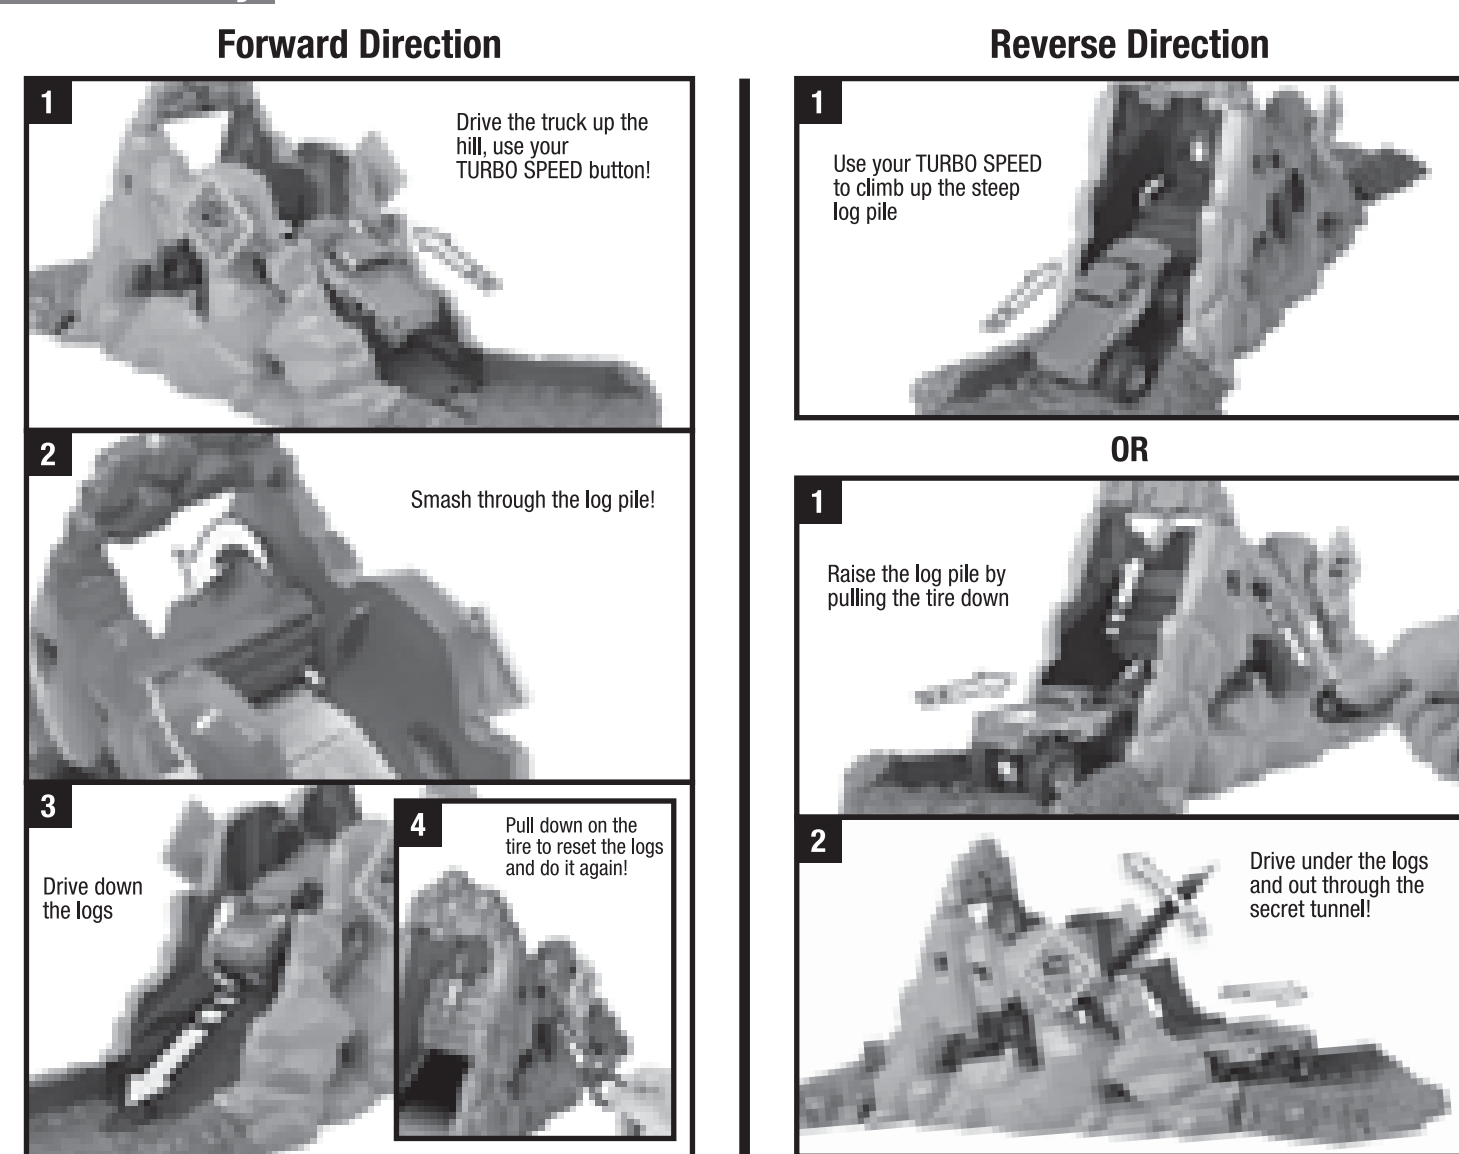 Forward Direction
1
Drive the truck up the
hill, use your
TURBO SPEED button!
2
Smash through the log pile!
3
Drive down
the logs
4
Pull down on the
tire to reset the logs
and do it again!
Reverse Direction
1
Use your TURBO SPEED
to climb up the steep
log pile
OR
1
Raise the log pile by
pulling the tire down
2
Drive under the logs
and out through the
secret tunnel!